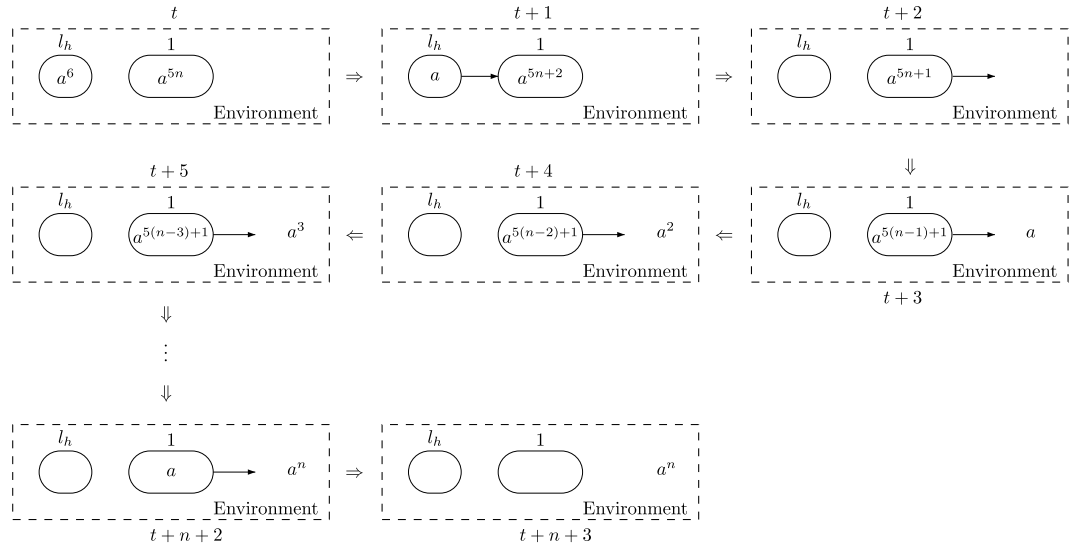 t
l_h 1
a^6 a^{5n}
Environment
⇒
t + 1
l_h 1
a a^{5n+2}
Environment
⇒
t + 2
l_h 1
a^{5n+1}
Environment
⇓
l_h 1
a^{5(n−1)+1} a
Environment
t + 3
⇐
t + 4
l_h 1
a^{5(n−2)+1} a^2
Environment
⇐
t + 5
l_h 1
a^{5(n−3)+1} a^3
Environment
⇓
⋮
⇓
l_h 1
a a^n
Environment
t + n + 2
⇒
l_h 1
a^n
Environment
t + n + 3